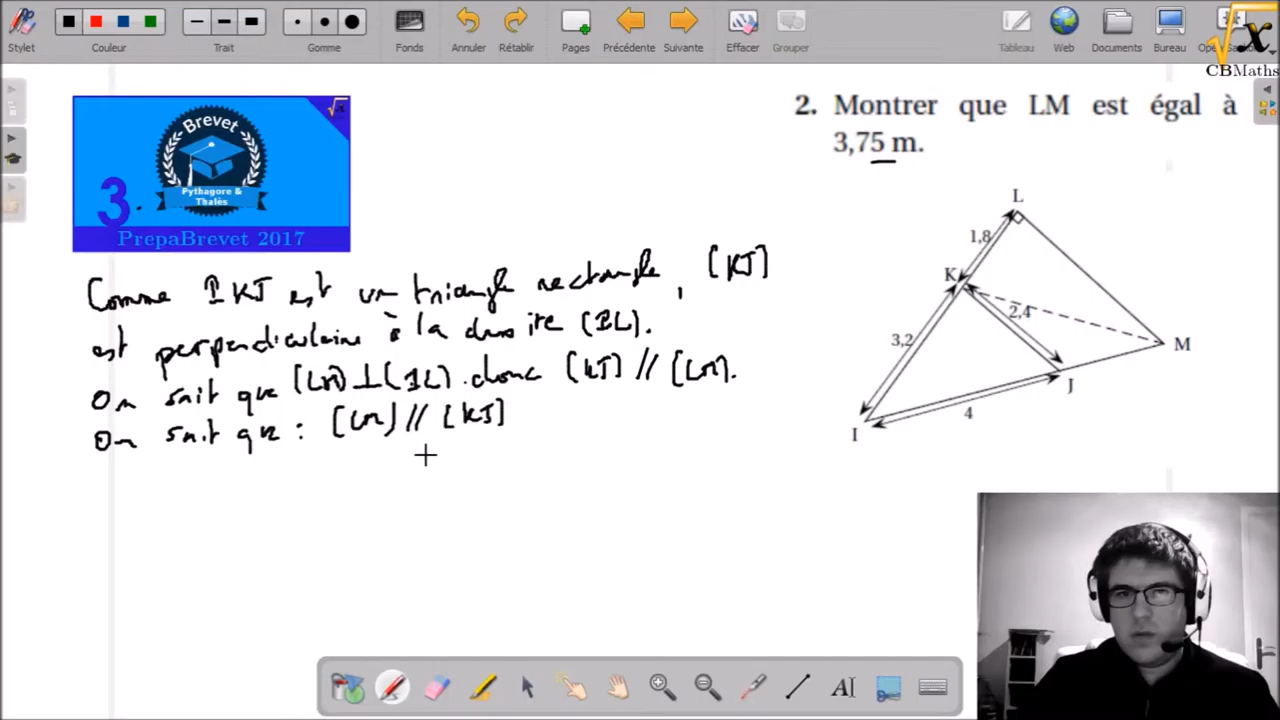 Stylet
Couleur
Trait
Gomme
Fonds
Annuler
Rétablir
Pages
Précédente
Suivante
Effacer
Grouper
Tableau
Web
Documents
Bureau
CBMaths
Brevet
Pythagore &
Thalès
3.
PrepaBrevet 2017
2. Montrer que LM est égal à
3,75 m.
L
1,8
K
2,4
3,2
M
J
4
I
Comme IKJ est un triangle rectangle, [KJ]
est perpendiculaire à la droite (IL).
On sait que (LM) ⊥ (IL). donc (KJ) // (LM).
On sait que : (LM) // [KJ]